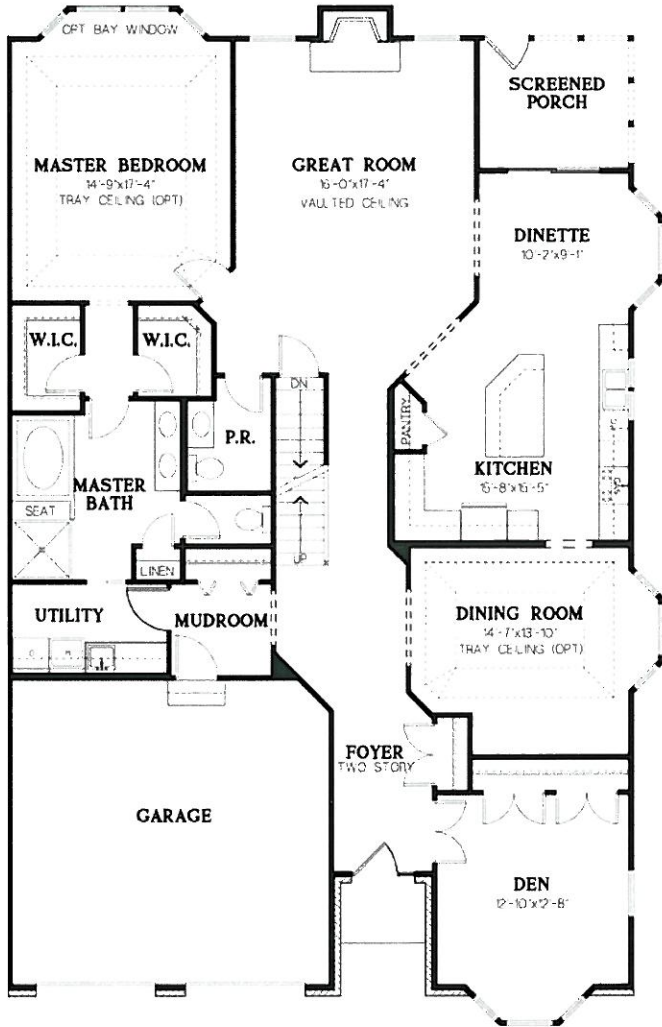 OPT BAY WINDOW
SCREENED
PORCH
MASTER BEDROOM
14'-9"x17'-4"
TRAY CEILING (OPT)
GREAT ROOM
16'-0"x17'-4"
VAULTED CEILING
DINETTE
10'-2"x9'-1"
W.I.C.
W.I.C.
DN
PANTRY
P.R.
KITCHEN
16'-8"x16'-5"
GAS
MASTER
BATH
SEAT
UP
LINEN
UTILITY
MUDROOM
DINING ROOM
14'-7"x13'-10"
TRAY CEILING (OPT)
D
FOYER
TWO STORY
GARAGE
DEN
12'-10"x12'-8"